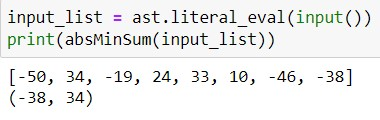 input_list = ast.literal_eval(input())
print(absMinSum(input_list))
[-50, 34, -19, 24, 33, 10, -46, -38]
(-38, 34)